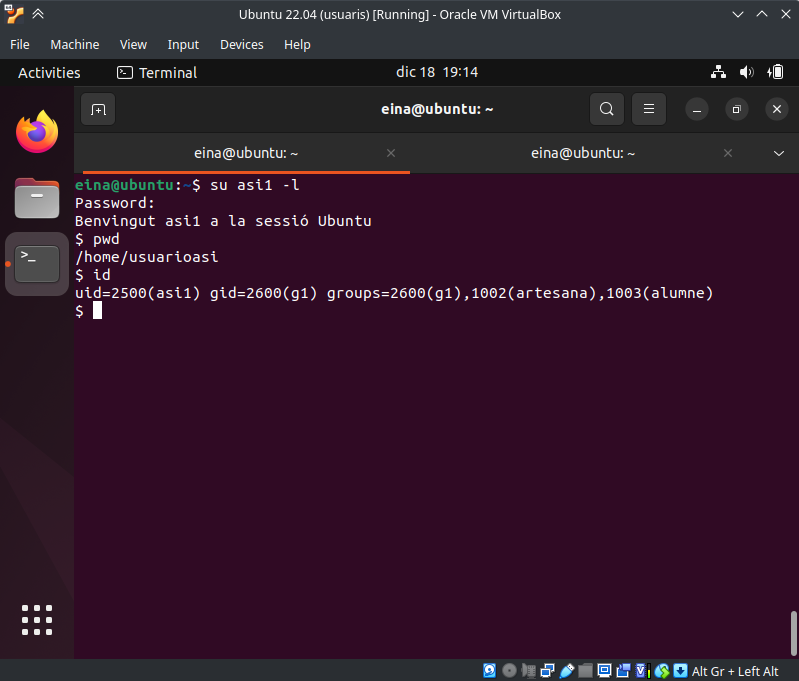 Ubuntu 22.04 (usuaris) [Running] - Oracle VM VirtualBox
File Machine View Input Devices Help
Activities Terminal dic 18 19:14
eina@ubuntu: ~
eina@ubuntu: ~ eina@ubuntu: ~
eina@ubuntu:~$ su asi1 -l
Password:
Benvingut asi1 a la sessió Ubuntu
$ pwd
/home/usuarioasi
$ id
uid=2500(asi1) gid=2600(g1) groups=2600(g1),1002(artesana),1003(alumne)
$
Alt Gr + Left Alt